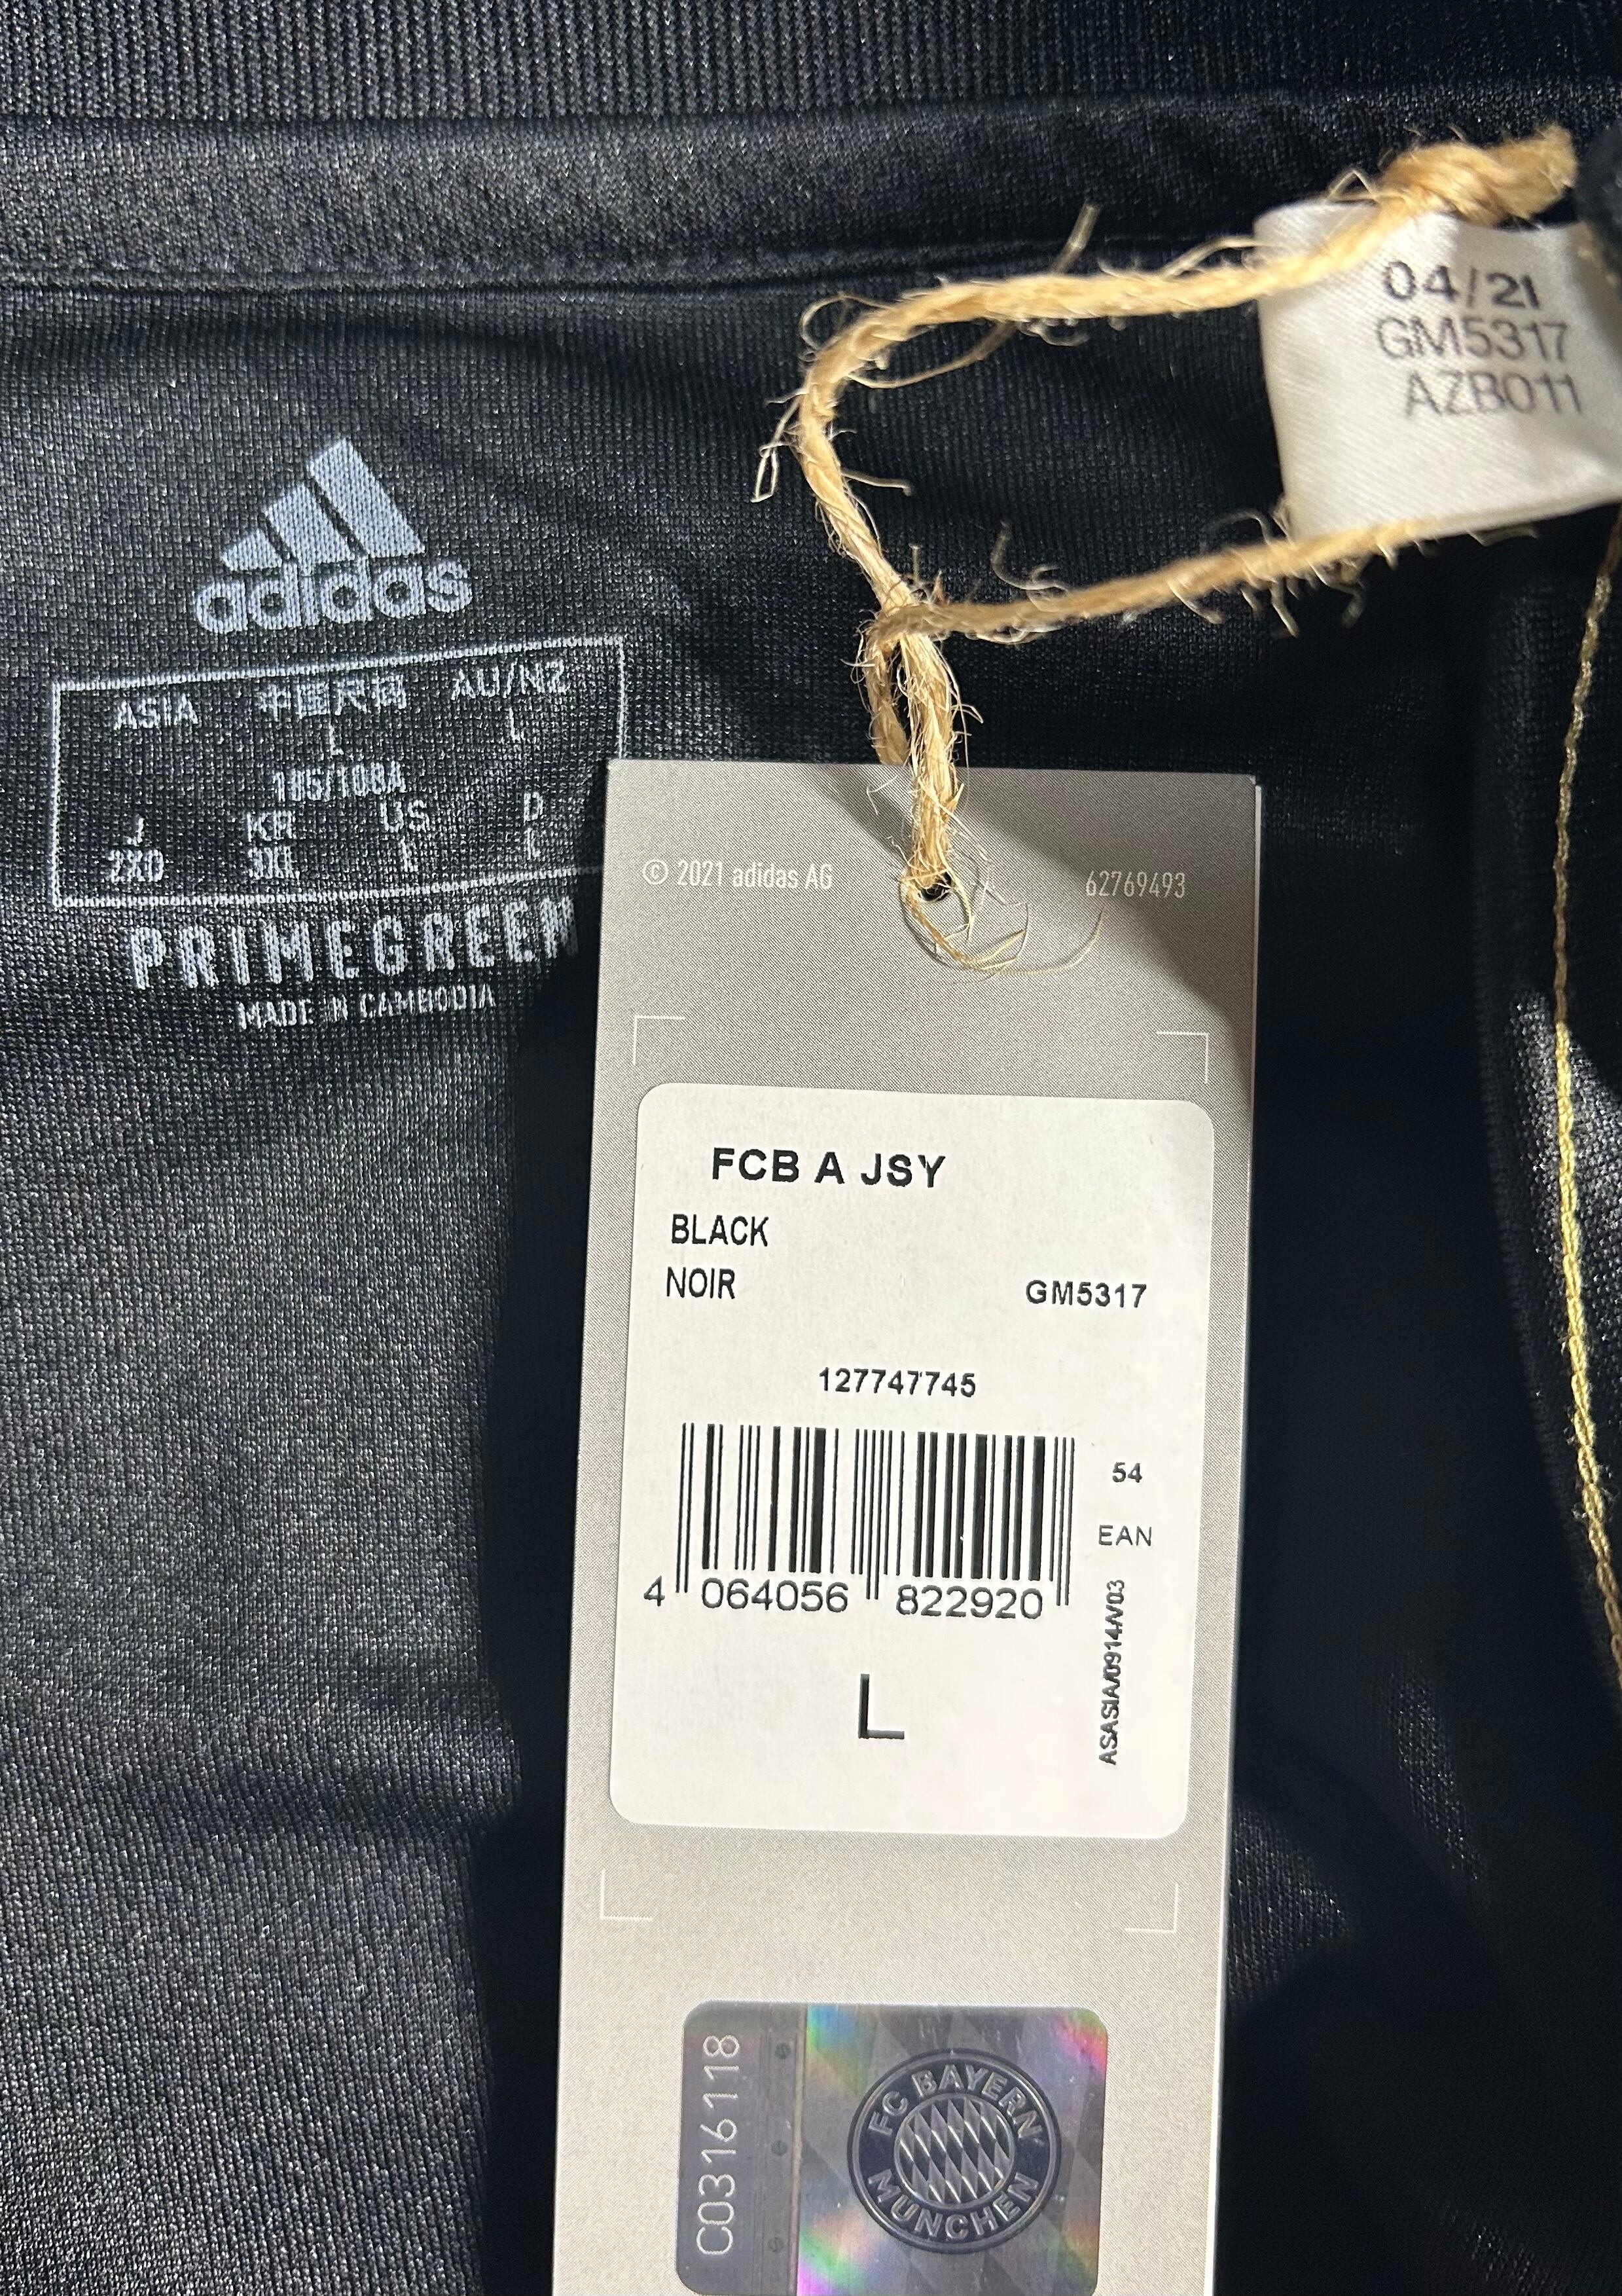 04/21
GM5317
AZB011
adidas
ASIA 中国尺码 AU/NZ
L L
185/108A
J KR US D
2XO 3XL L L
PRIMEGREEN
MADE IN CAMBODIA
© 2021 adidas AG 62769493
FCB A JSY
BLACK
NOIR GM5317
127747745
54
EAN
4 064056 822920
ASASIA/0914/V03
L
C0316118
FC BAYERN
MÜNCHEN